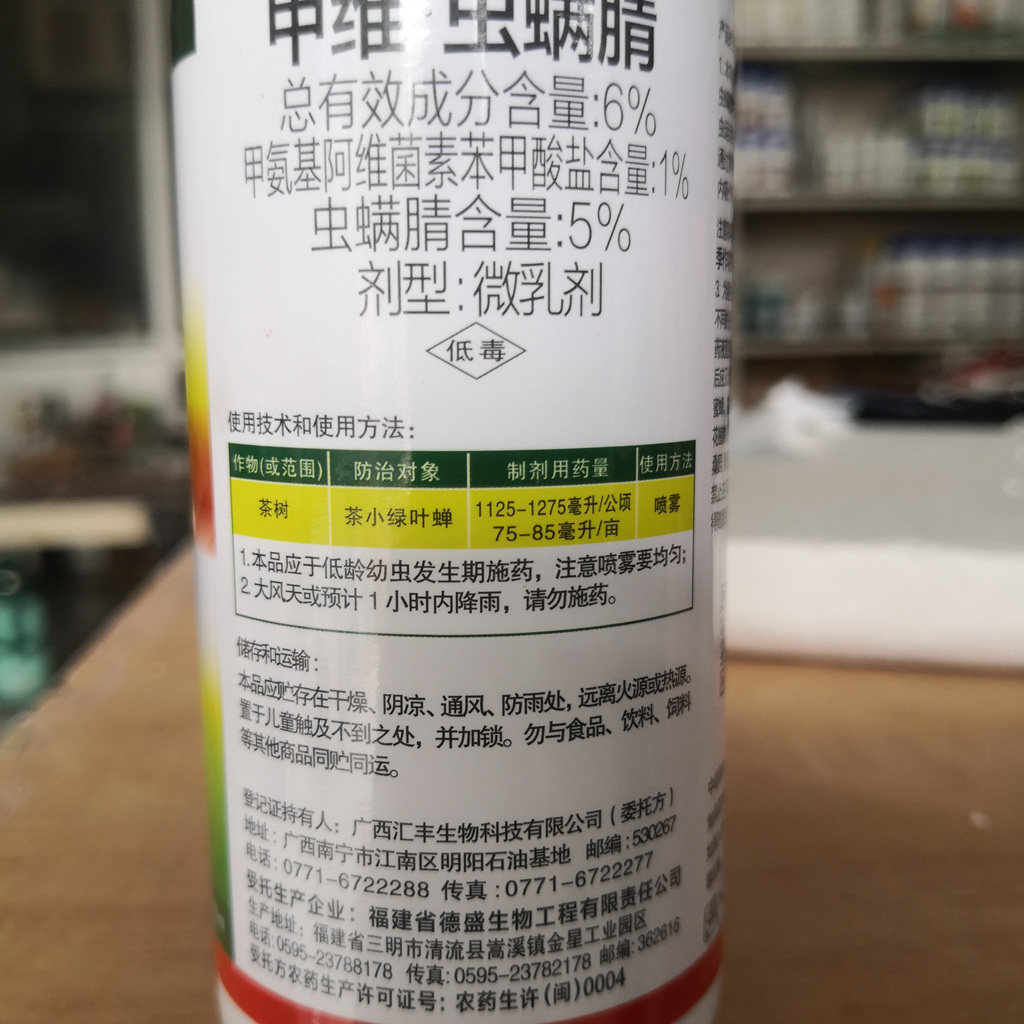 甲维·虫螨腈
总有效成分含量:6%
甲氨基阿维菌素苯甲酸盐含量:1%
虫螨腈含量:5%
剂型:微乳剂
低毒
使用技术和使用方法:
作物(或范围) 防治对象 制剂用药量 使用方法
茶树 茶小绿叶蝉 1125-1275毫升/公顷 75-85毫升/亩 喷雾
1.本品应于低龄幼虫发生期施药，注意喷雾要均匀;
2.大风天或预计1小时内降雨，请勿施药。
储存和运输:
本品应贮存在干燥、阴凉、通风、防雨处，远离火源或热源。
置于儿童触及不到之处，并加锁。勿与食品、饮料、饲料
等其他商品同贮同运。
登记证持有人: 广西汇丰生物科技有限公司(委托方)
地址: 广西南宁市江南区明阳石油基地 邮编:530267
电话: 0771-6722288 传真:0771-6722277
受托生产企业: 福建省德盛生物工程有限责任公司
生产地址: 福建省三明市清流县嵩溪镇金星工业园区
电话:0595-23788178 传真:0595-23782178 邮编:362616
受托方农药生产许可证号: 农药生许(闽)0004